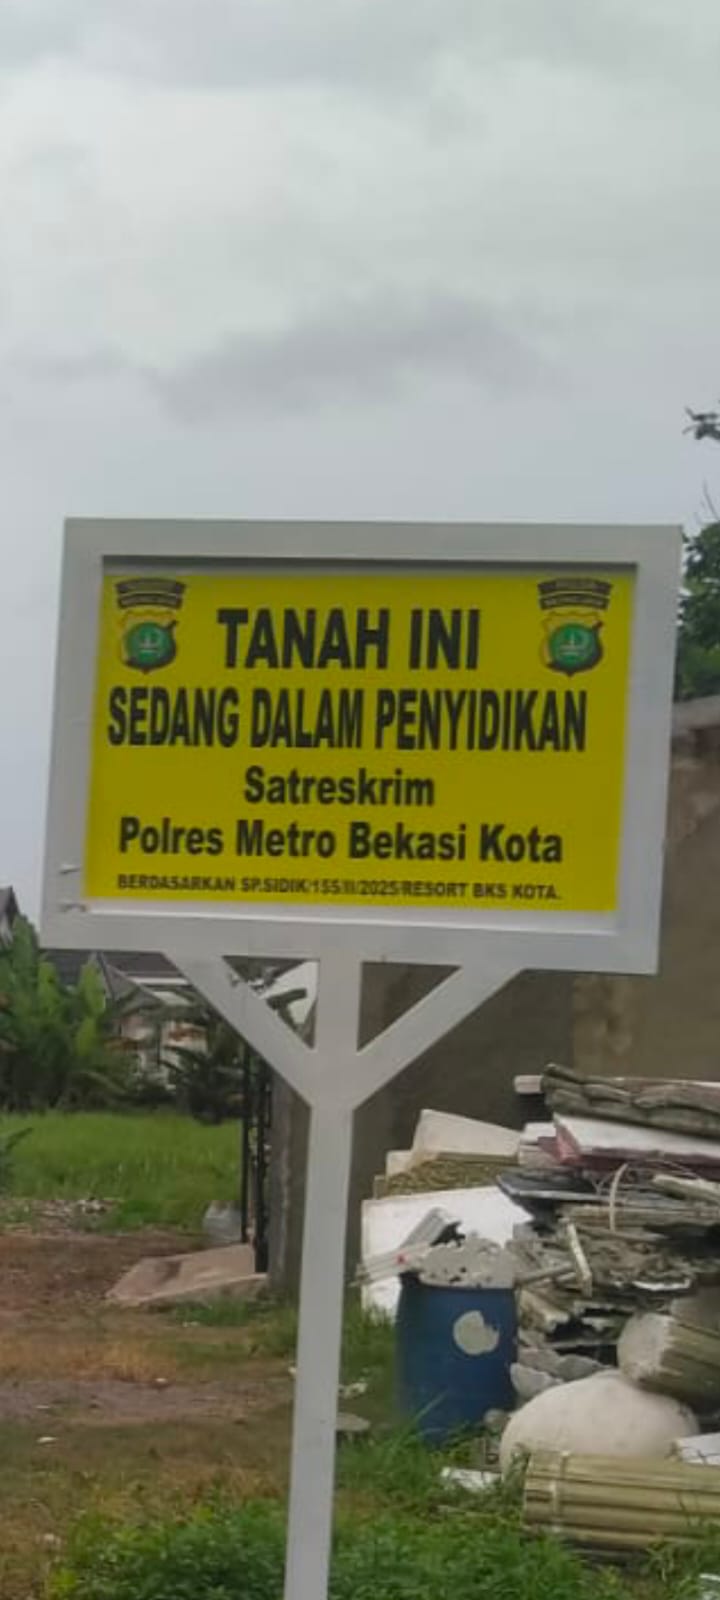 TANAH INI
SEDANG DALAM PENYIDIKAN
Satreskrim
Polres Metro Bekasi Kota
BERDASARKAN SP.SIDIK/155/II/2025/RESORT BKS KOTA.